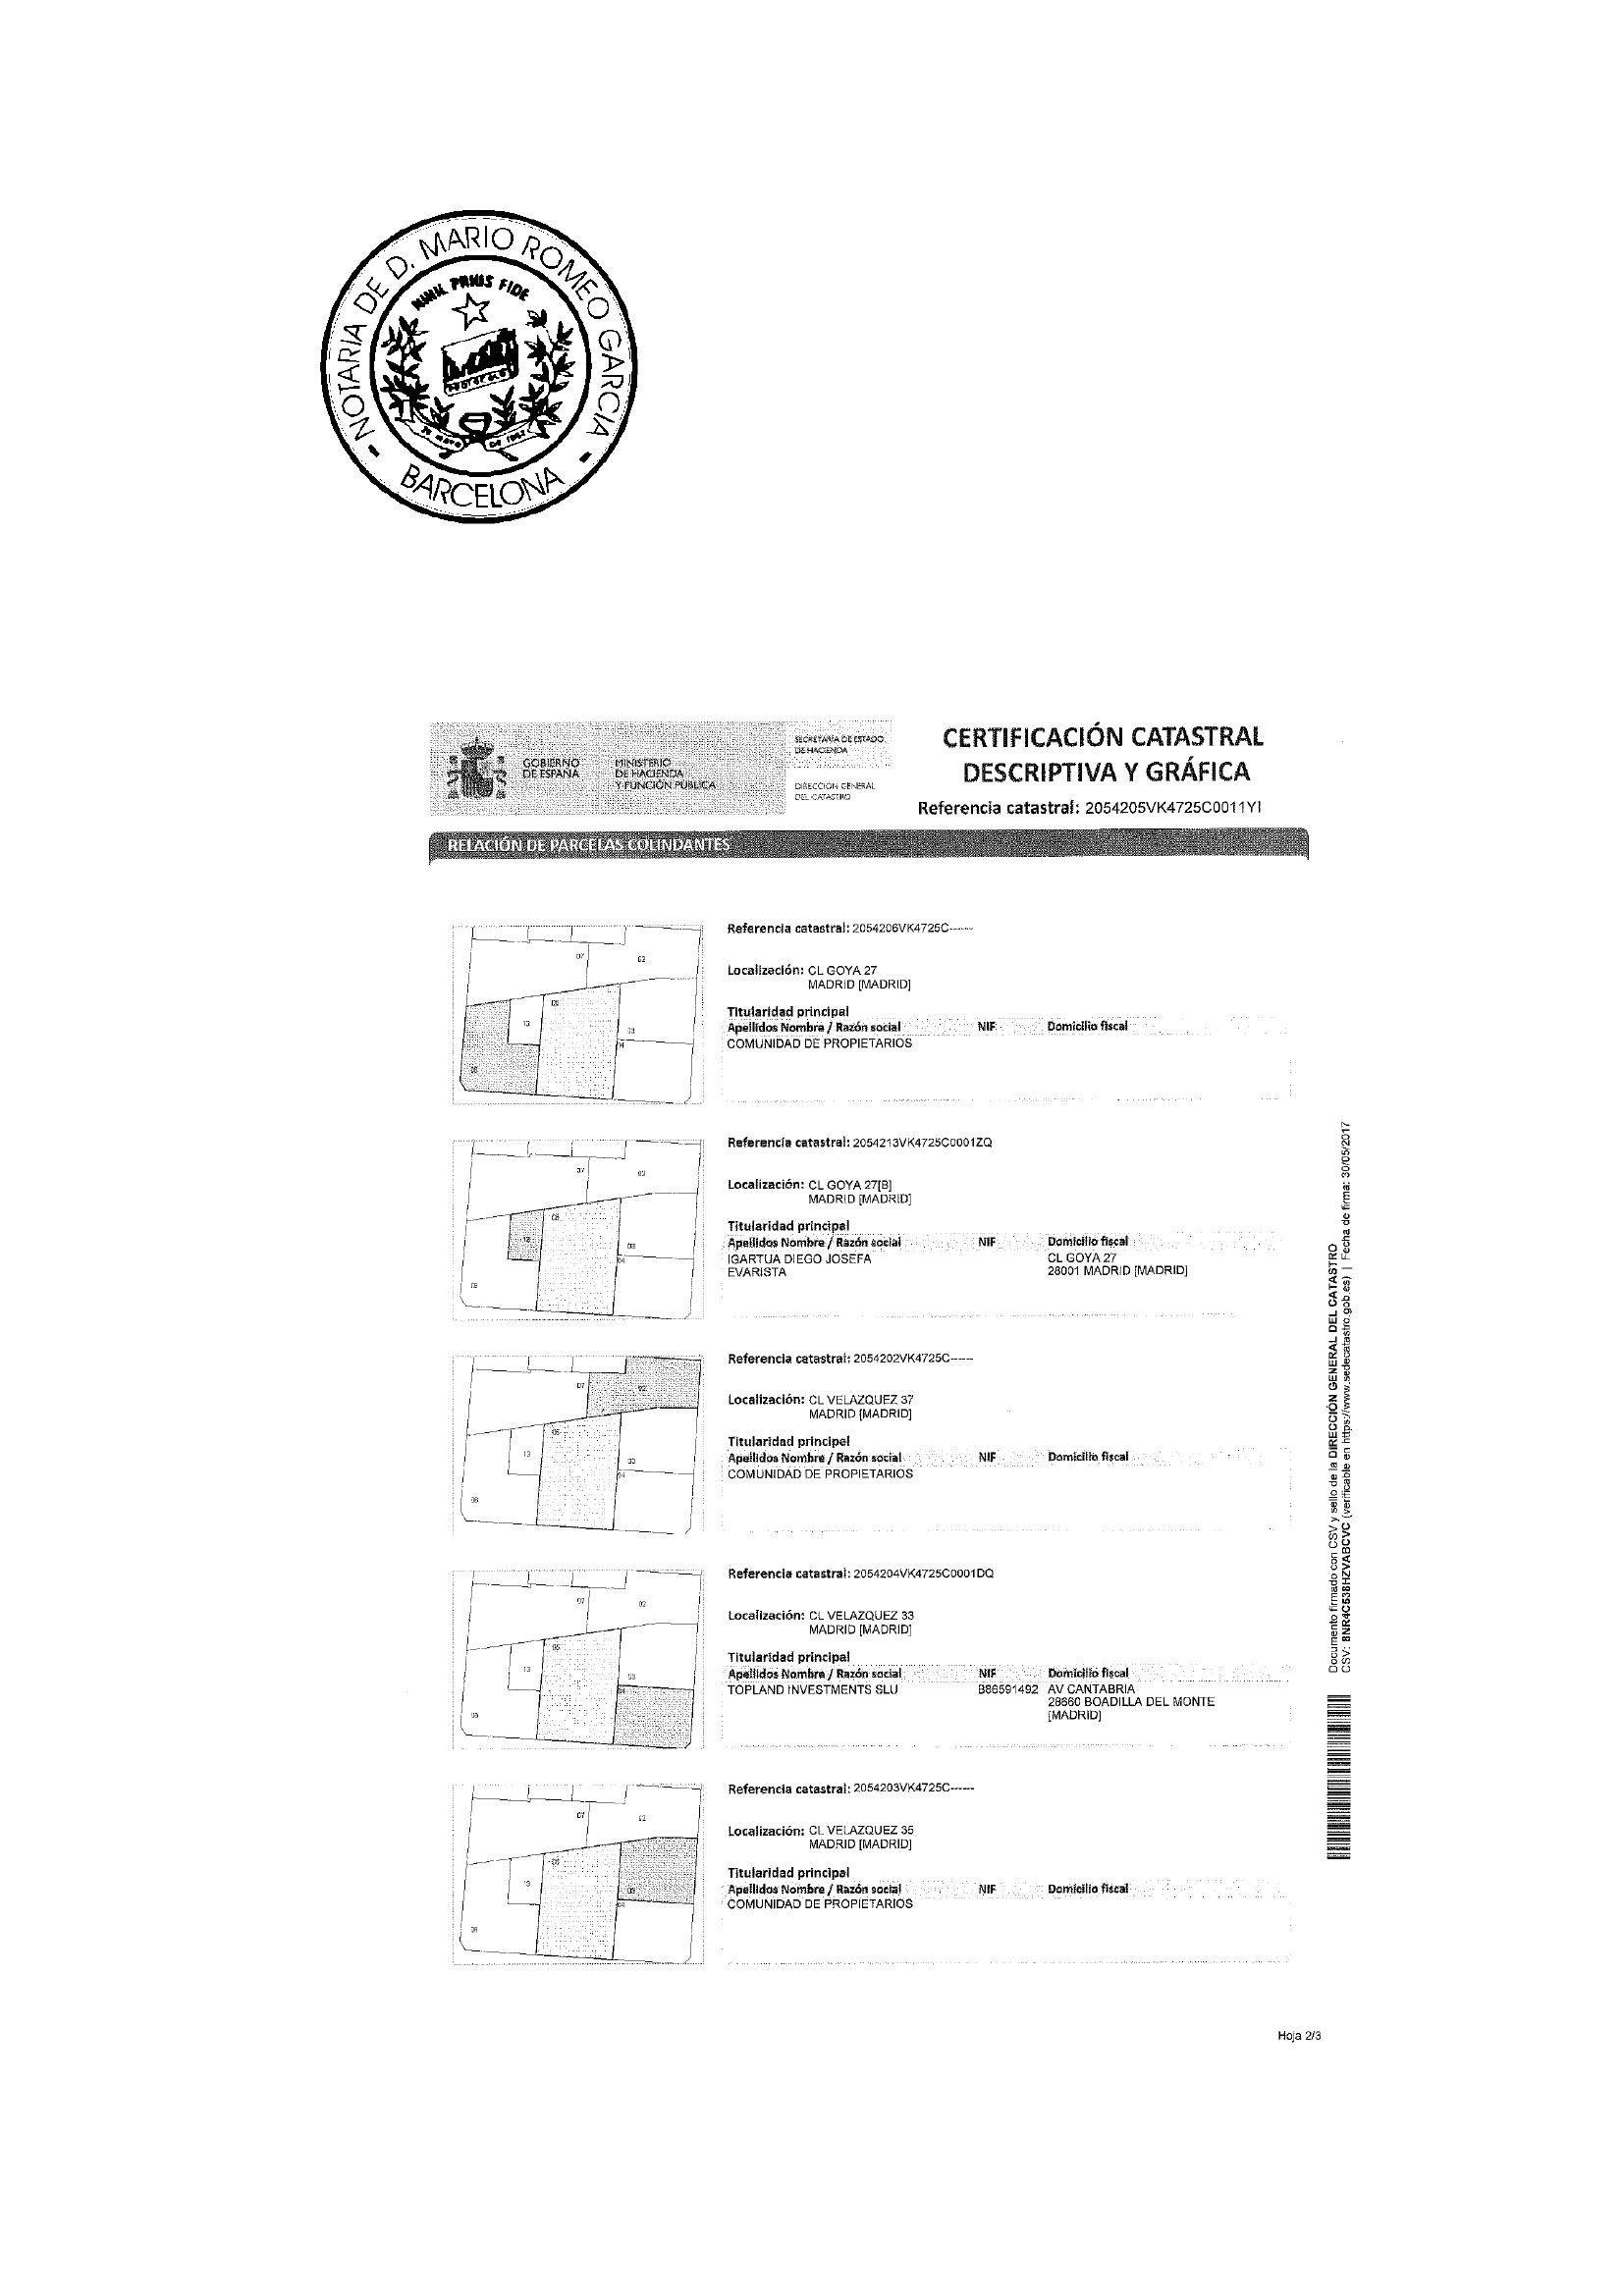 NOTARIA DE D. MARIO ROMEO GARCIA
NIHIL PRIUS FIDE
BARCELONA
GOBIERNO
DE ESPAÑA
MINISTERIO
DE HACIENDA
Y FUNCIÓN PÚBLICA
SECRETARÍA DE ESTADO
DE HACIENDA
DIRECCIÓN GENERAL
DEL CATASTRO
CERTIFICACIÓN CATASTRAL
DESCRIPTIVA Y GRÁFICA
Referencia catastral: 2054205VK4725C0011YI
RELACIÓN DE PARCELAS COLINDANTES
07 02
05
13
03
04
06
Referencia catastral: 2054206VK4725C------
Localización: CL GOYA 27
MADRID [MADRID]
Titularidad principal
Apellidos Nombre / Razón social NIF Domicilio fiscal
COMUNIDAD DE PROPIETARIOS
07 02
05
13
03
04
06
Referencia catastral: 2054213VK4725C0001ZQ
Localización: CL GOYA 27[B]
MADRID [MADRID]
Titularidad principal
Apellidos Nombre / Razón social NIF Domicilio fiscal
IGARTUA DIEGO JOSEFA CL GOYA 27
EVARISTA 28001 MADRID [MADRID]
07 02
05
13
03
04
06
Referencia catastral: 2054202VK4725C------
Localización: CL VELAZQUEZ 37
MADRID [MADRID]
Titularidad principal
Apellidos Nombre / Razón social NIF Domicilio fiscal
COMUNIDAD DE PROPIETARIOS
07 02
05
13
03
04
06
Referencia catastral: 2054204VK4725C0001DQ
Localización: CL VELAZQUEZ 33
MADRID [MADRID]
Titularidad principal
Apellidos Nombre / Razón social NIF Domicilio fiscal
TOPLAND INVESTMENTS SLU B86591492 AV CANTABRIA
28660 BOADILLA DEL MONTE
[MADRID]
07 02
05
13
03
04
06
Referencia catastral: 2054203VK4725C------
Localización: CL VELAZQUEZ 35
MADRID [MADRID]
Titularidad principal
Apellidos Nombre / Razón social NIF Domicilio fiscal
COMUNIDAD DE PROPIETARIOS
Documento firmado con CSV y sello de la DIRECCIÓN GENERAL DEL CATASTRO
CSV: BNR4C538HZVABCVC (verificable en https://www.sedecatastro.gob.es) | Fecha de firma: 30/05/2017
Hoja 2/3